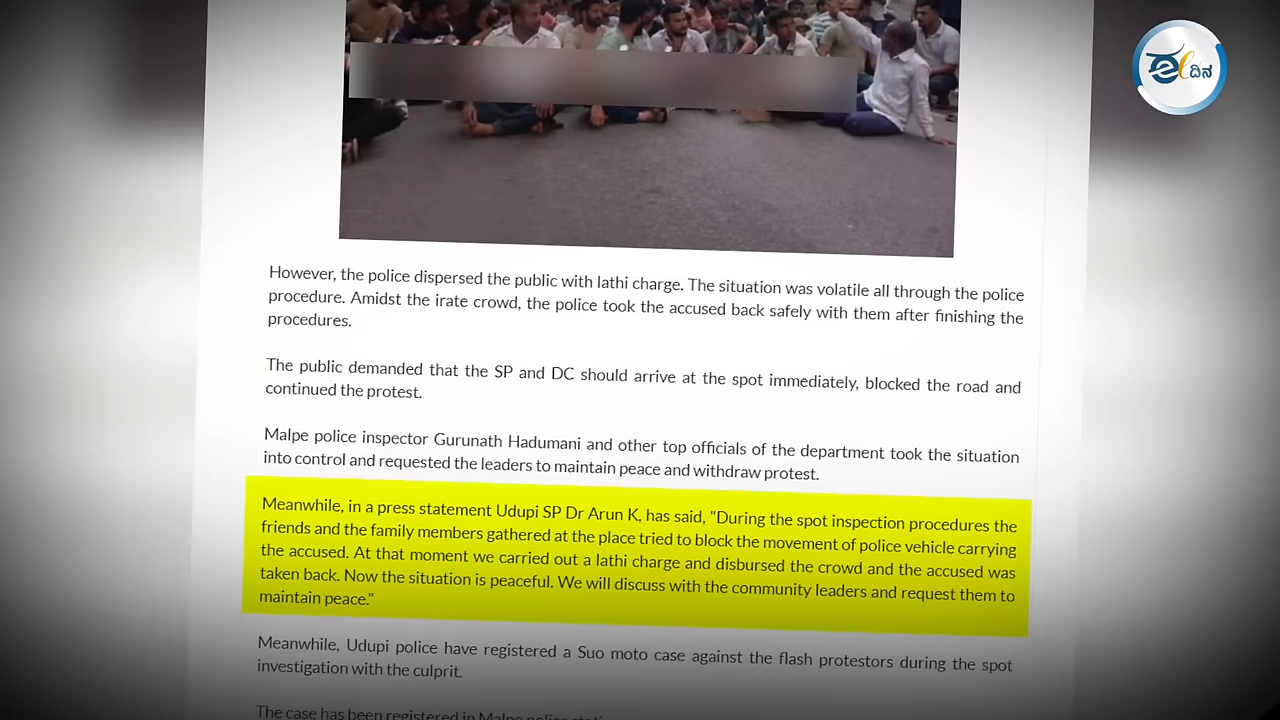 eದಿನ
However, the police dispersed the public with lathi charge. The situation was volatile all through the police
procedure. Amidst the irate crowd, the police took the accused back safely with them after finishing the
procedures.
The public demanded that the SP and DC should arrive at the spot immediately, blocked the road and
continued the protest.
Malpe police inspector Gurunath Hadumani and other top officials of the department took the situation
into control and requested the leaders to maintain peace and withdraw protest.
Meanwhile, in a press statement Udupi SP Dr Arun K, has said, "During the spot inspection procedures the
friends and the family members gathered at the place tried to block the movement of police vehicle carrying
the accused. At that moment we carried out a lathi charge and disbursed the crowd and the accused was
taken back. Now the situation is peaceful. We will discuss with the community leaders and request them to
maintain peace."
Meanwhile, Udupi police have registered a Suo moto case against the flash protestors during the spot
investigation with the culprit.
The case has been registered in Malpe police